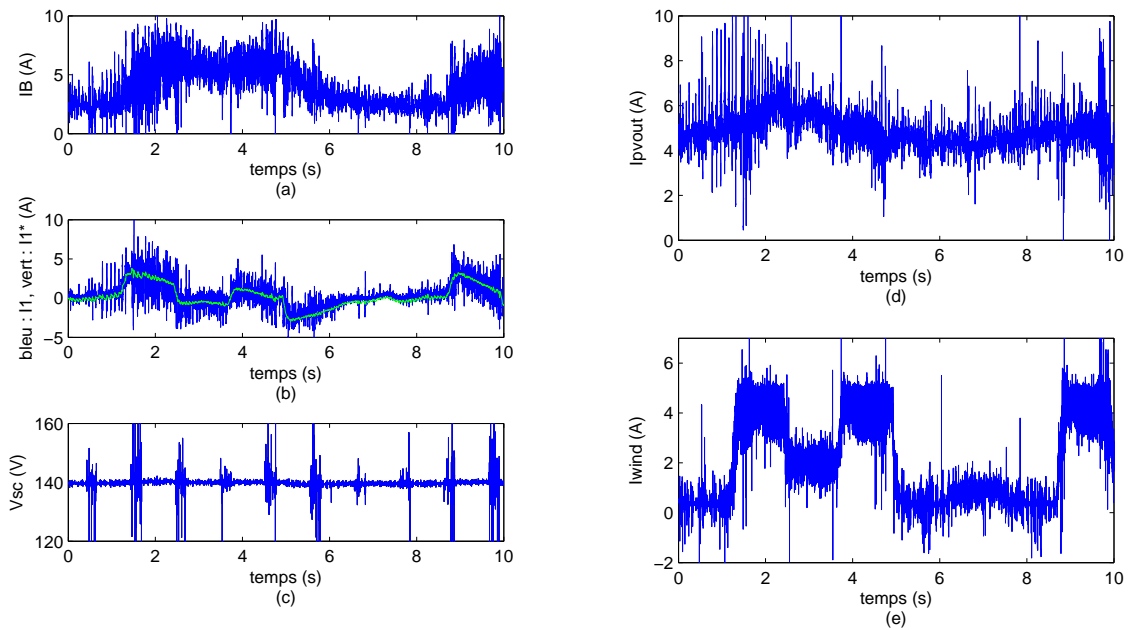 10
5
0
IB (A)
0 2 4 6 8 10
temps (s)
(a)
10
5
0
−5
bleu : I1, vert : I1* (A)
0 2 4 6 8 10
temps (s)
(b)
160
140
120
Vsc (V)
0 2 4 6 8 10
temps (s)
(c)
10
8
6
4
2
0
Ipvout (A)
0 2 4 6 8 10
temps (s)
(d)
6
4
2
0
−2
Iwind (A)
0 2 4 6 8 10
temps (s)
(e)